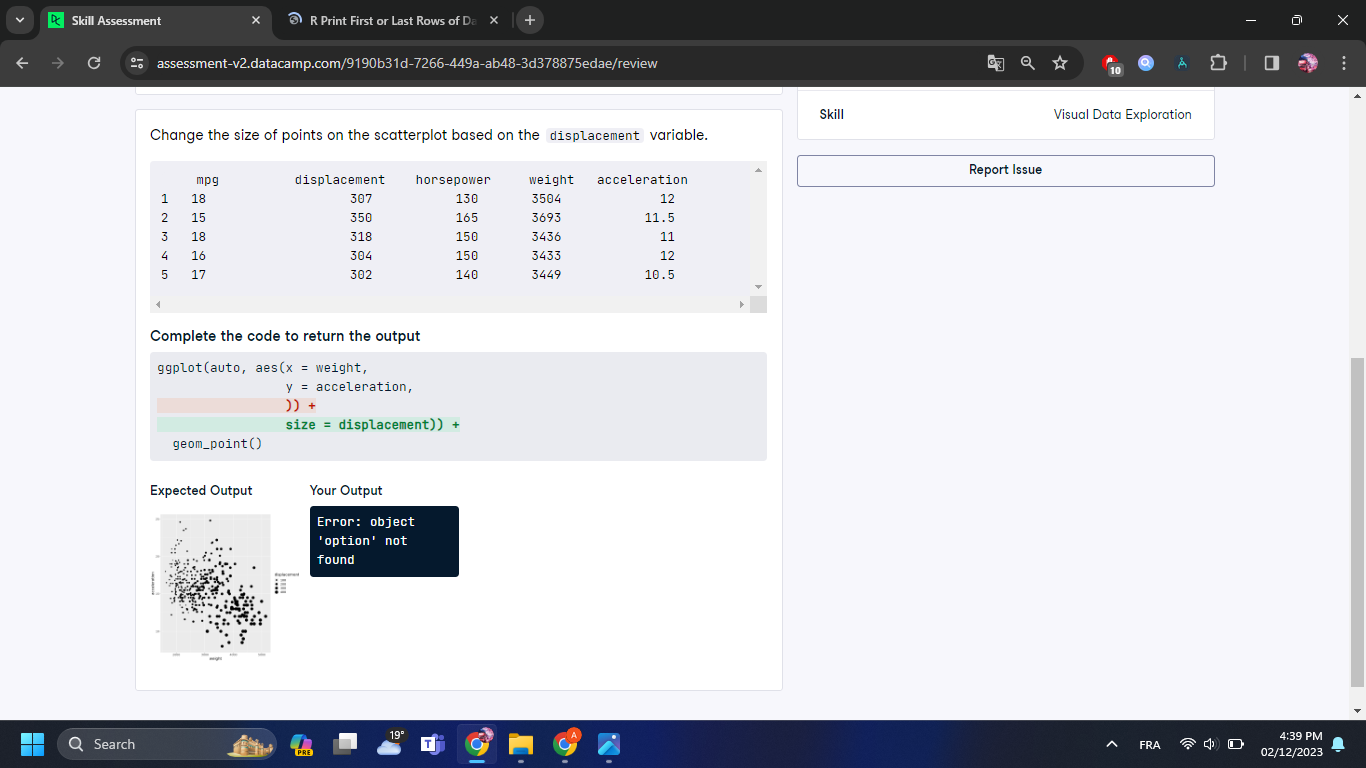 Skill Assessment
R Print First or Last Rows of Da
assessment-v2.datacamp.com/9190b31d-7266-449a-ab48-3d378875edae/review
10
Change the size of points on the scatterplot based on the displacement variable.
mpg displacement horsepower weight acceleration
1 18 307 130 3504 12
2 15 350 165 3693 11.5
3 18 318 150 3436 11
4 16 304 150 3433 12
5 17 302 140 3449 10.5
Complete the code to return the output
ggplot(auto, aes(x = weight,
y = acceleration,
)) +
size = displacement)) +
geom_point()
Expected Output
Your Output
displacement
acceleration
weight
Error: object
'option' not
found
Skill Visual Data Exploration
Report Issue
Search
PRE
19°
A
FRA
4:39 PM
02/12/2023